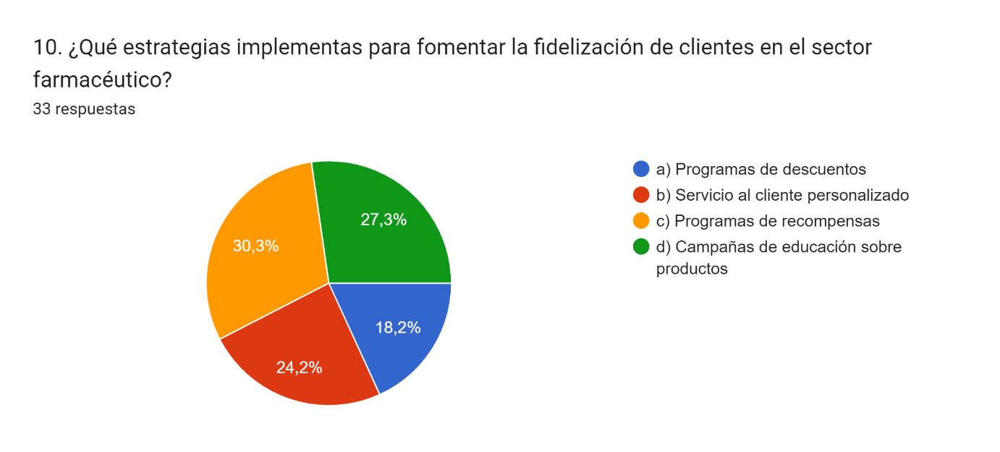 10. ¿Qué estrategias implementas para fomentar la fidelización de clientes en el sector
farmacéutico?
33 respuestas
27,3%
30,3%
18,2%
24,2%
a) Programas de descuentos
b) Servicio al cliente personalizado
c) Programas de recompensas
d) Campañas de educación sobre
productos